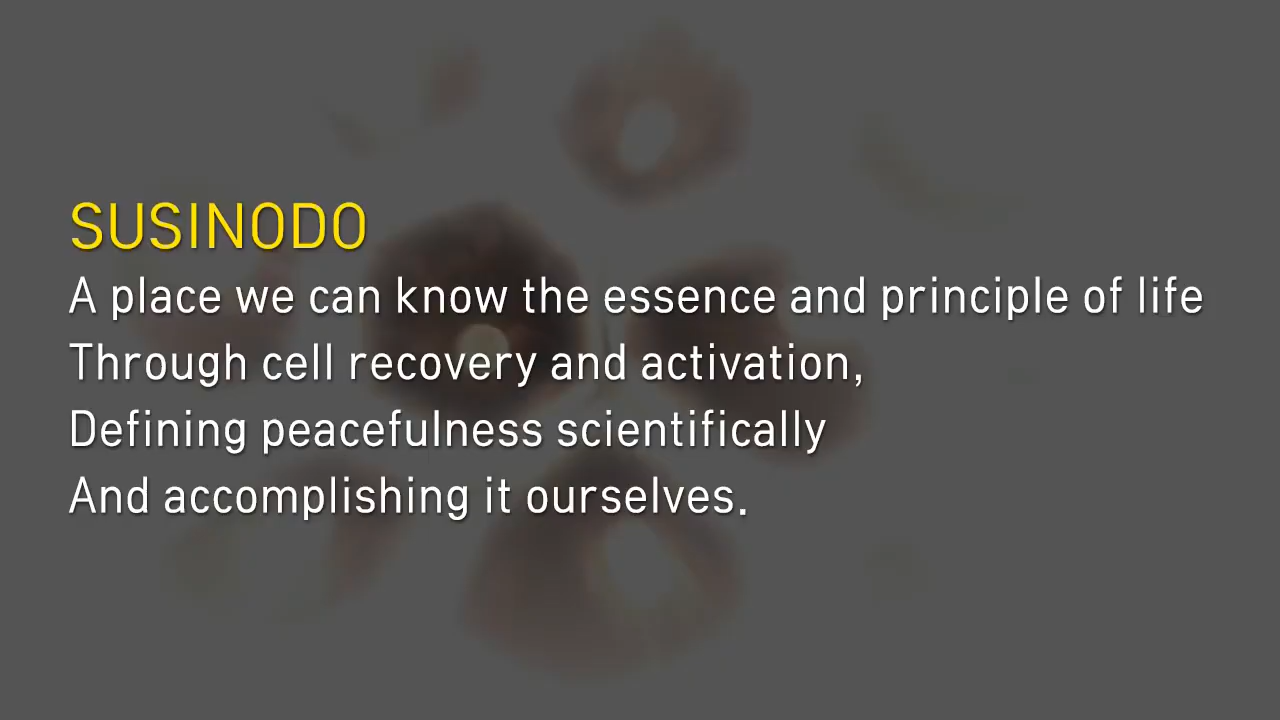 SUSINODO
A place we can know the essence and principle of life
Through cell recovery and activation,
Defining peacefulness scientifically
And accomplishing it ourselves.